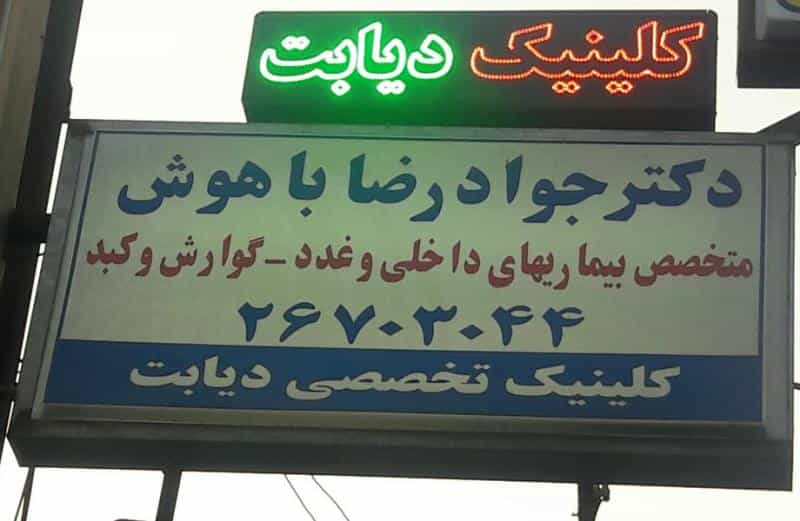 کلینیک دیابت
دکتر جواد رضا باهوش
متخصص بیماریهای داخلی و غدد - گوارش و کبد
۲۶۷۰۳۰۴۴
کلینیک تخصصی دیابت